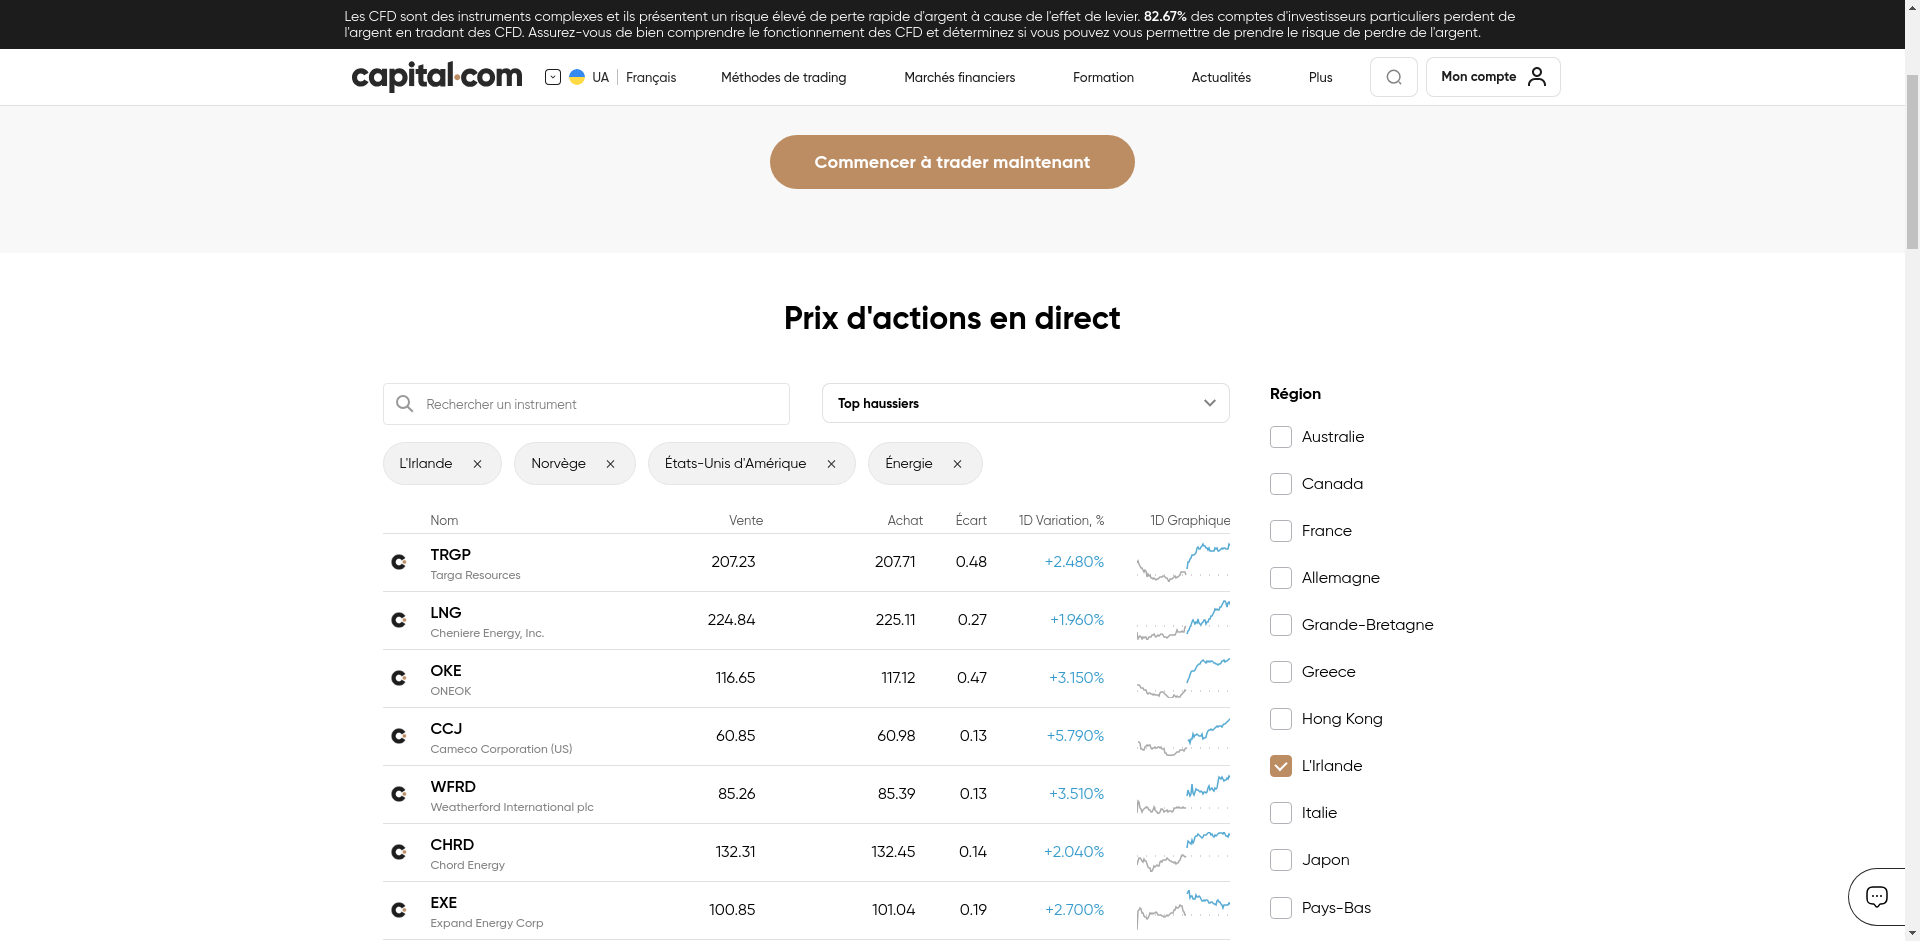 Les CFD sont des instruments complexes et ils présentent un risque élevé de perte rapide d'argent à cause de l'effet de levier. 82.67% des comptes d'investisseurs particuliers perdent de
l'argent en tradant des CFD. Assurez-vous de bien comprendre le fonctionnement des CFD et déterminez si vous pouvez vous permettre de prendre le risque de perdre de l'argent.
capital.com UA Français Méthodes de trading Marchés financiers Formation Actualités Plus Mon compte
Commencer à trader maintenant
Prix d'actions en direct
Rechercher un instrument Top haussiers
L'Irlande × Norvège × États-Unis d'Amérique × Énergie ×
Nom Vente Achat Écart 1D Variation, % 1D Graphique
TRGP
Targa Resources 207.23 207.71 0.48 +2.480%
LNG
Cheniere Energy, Inc. 224.84 225.11 0.27 +1.960%
OKE
ONEOK 116.65 117.12 0.47 +3.150%
CCJ
Cameco Corporation (US) 60.85 60.98 0.13 +5.790%
WFRD
Weatherford International plc 85.26 85.39 0.13 +3.510%
CHRD
Chord Energy 132.31 132.45 0.14 +2.040%
EXE
Expand Energy Corp 100.85 101.04 0.19 +2.700%
Région
Australie
Canada
France
Allemagne
Grande-Bretagne
Greece
Hong Kong
L'Irlande
Italie
Japon
Pays-Bas